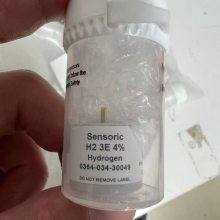 Sensoric
H2 3E 4%
Hydrogen
0364-034-30049
DO NOT REMOVE LABEL